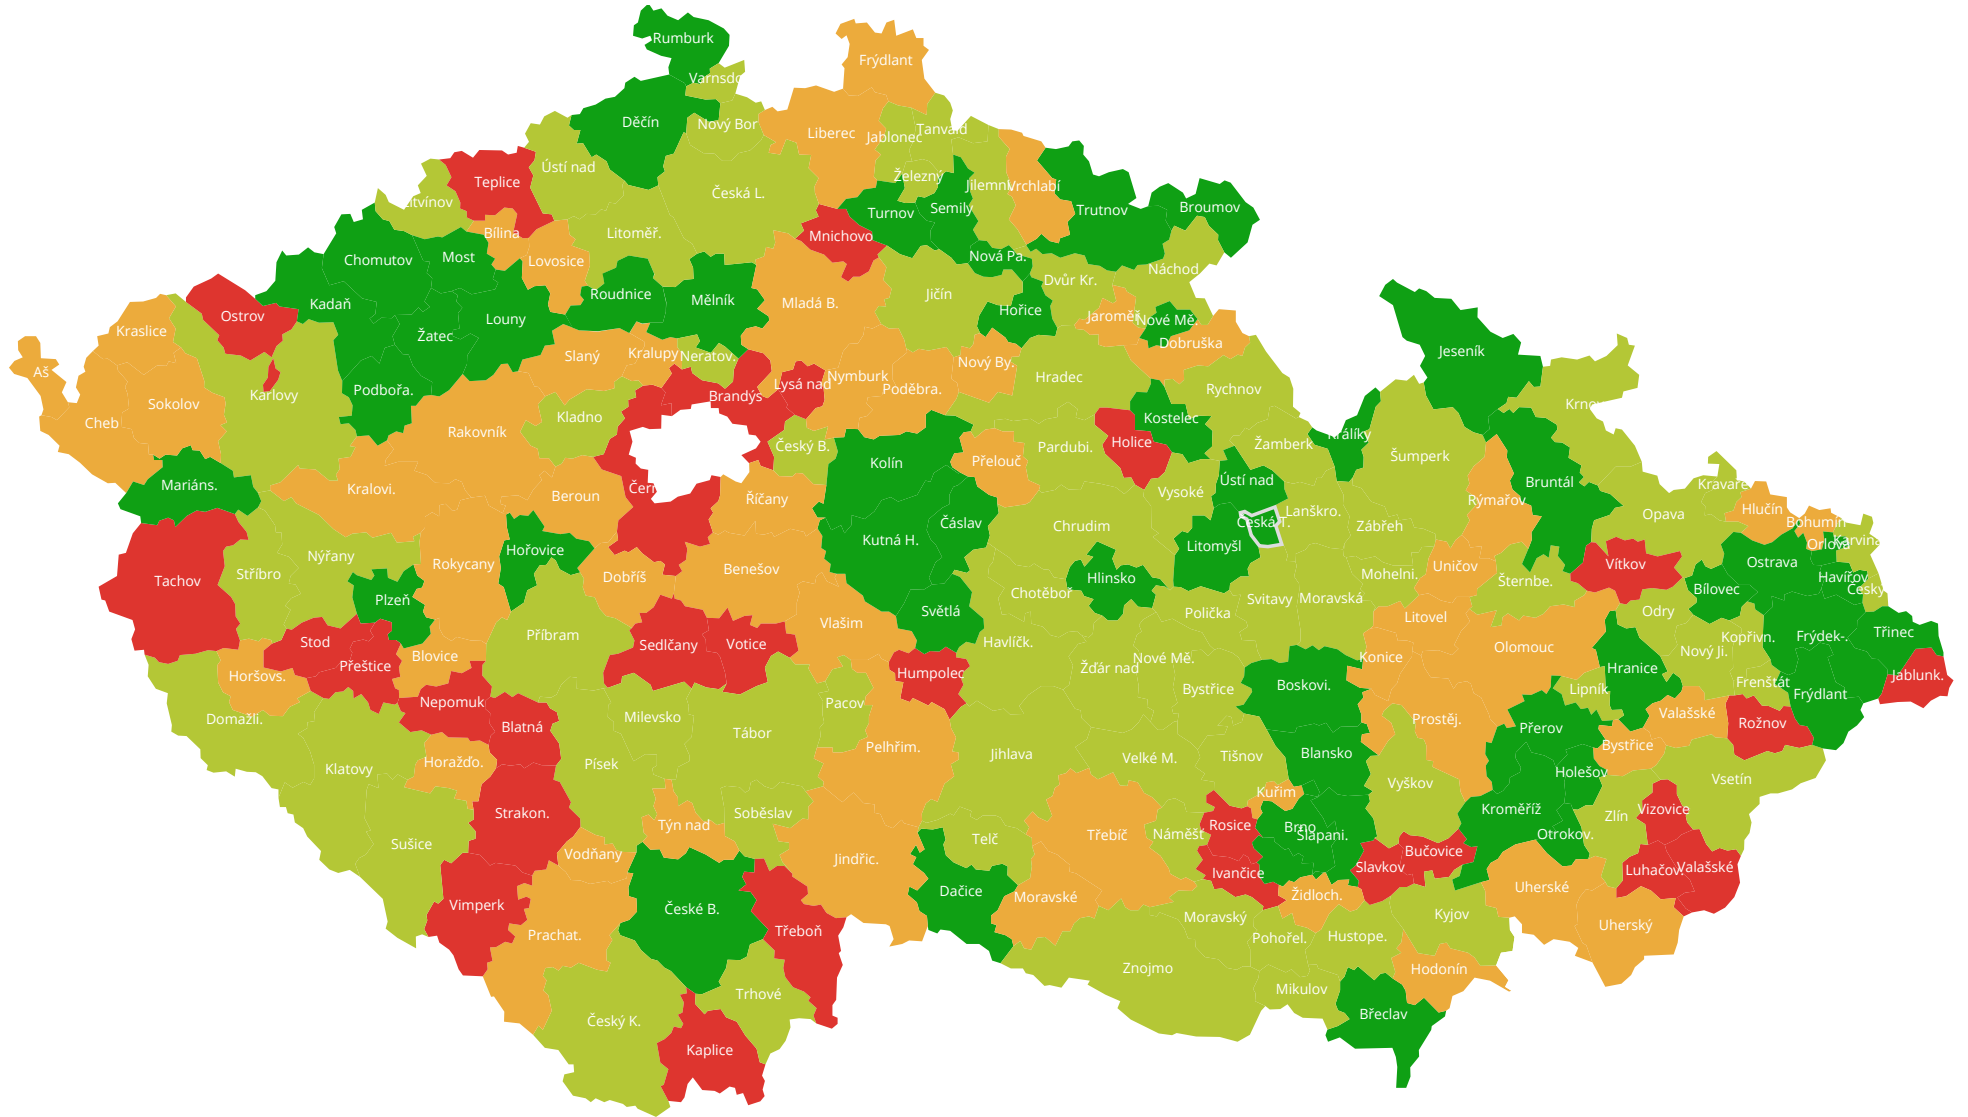 Rumburk
Frýdlant
Varnsdo
Děčín
Nový Bor
Liberec
Jablonec
Tanvald
Ústí nad
Teplice
Železný
Jilemni
Vrchlabí
Česká L.
Litvínov
Turnov
Semily
Trutnov
Broumov
Bílina
Litoměř.
Mnichovo
Lovosice
Chomutov
Most
Nová Pa.
Náchod
Dvůr Kr.
Roudnice
Mělník
Mladá B.
Jičín
Kadaň
Hořice
Jaroměř
Nové Mě.
Ostrov
Louny
Kraslice
Žatec
Dobruška
Jeseník
Slaný
Kralupy
Neratov.
Nový By.
Aš
Nymburk
Hradec
Lysá nad
Poděbra.
Podbořa.
Rychnov
Karlovy
Brandýs
Sokolov
Krnov
Kladno
Kostelec
Cheb
Rakovník
Králíky
Český B.
Pardubi.
Holice
Žamberk
Kolín
Přelouč
Šumperk
Mariáns.
Kralovi.
Čern
Ústí nad
Bruntál
Kravaře
Beroun
Říčany
Vysoké
Rýmařov
Hlučín
Lanškro.
Opava
Čáslav
Chrudim
Česká T.
Zábřeh
Bohumín
Kutná H.
Litomyšl
Orlová
Karviná
Hořovice
Nýřany
Rokycany
Vítkov
Ostrava
Stříbro
Benešov
Uničov
Tachov
Dobříš
Hlinsko
Mohelni.
Šternbe.
Havířov
Bílovec
Český
Chotěboř
Plzeň
Svitavy
Moravská
Světlá
Polička
Odry
Litovel
Vlašim
Příbram
Třinec
Kopřivn.
Frýdek-.
Stod
Sedlčany
Votice
Havlíčk.
Olomouc
Nový Ji.
Blovice
Konice
Nové Mě.
Přeštice
Žďár nad
Hranice
Humpolec
Horšovs.
Jablunk.
Frenštát
Boskovi.
Bystřice
Lipník
Frýdlant
Nepomuk
Pacov
Milevsko
Valašské
Domažli.
Prostěj.
Rožnov
Blatná
Přerov
Tábor
Pelhřim.
Bystřice
Jihlava
Blansko
Tišnov
Velké M.
Horažďo.
Písek
Klatovy
Holešov
Vsetín
Vyškov
Kuřim
Kroměříž
Vizovice
Strakon.
Soběslav
Zlín
Týn nad
Rosice
Brno
Třebíč
Náměšť
Šlapani.
Otrokov.
Telč
Sušice
Bučovice
Vodňany
Jindřic.
Slavkov
Valašské
Luhačov.
Ivančice
Uherské
Dačice
Židloch.
Moravské
Vimperk
České B.
Kyjov
Moravský
Uherský
Třeboň
Prachat.
Hustope.
Pohořel.
Znojmo
Hodonín
Mikulov
Trhové
Břeclav
Český K.
Kaplice